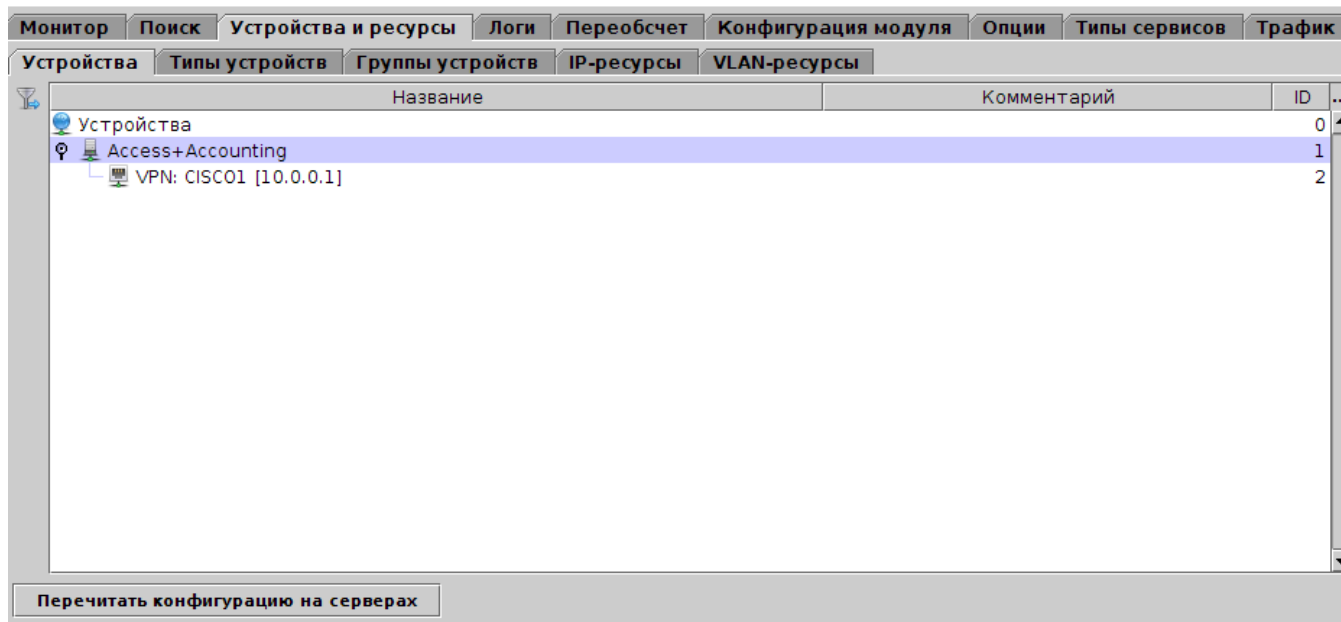 Монитор Поиск Устройства и ресурсы Логи Переобсчет Конфигурация модуля Опции Типы сервисов Трафик
Устройства Типы устройств Группы устройств IP-ресурсы VLAN-ресурсы
Название Комментарий ID ..
Устройства 0
Access+Accounting 1
VPN: CISCO1 [10.0.0.1] 2
Перечитать конфигурацию на серверах